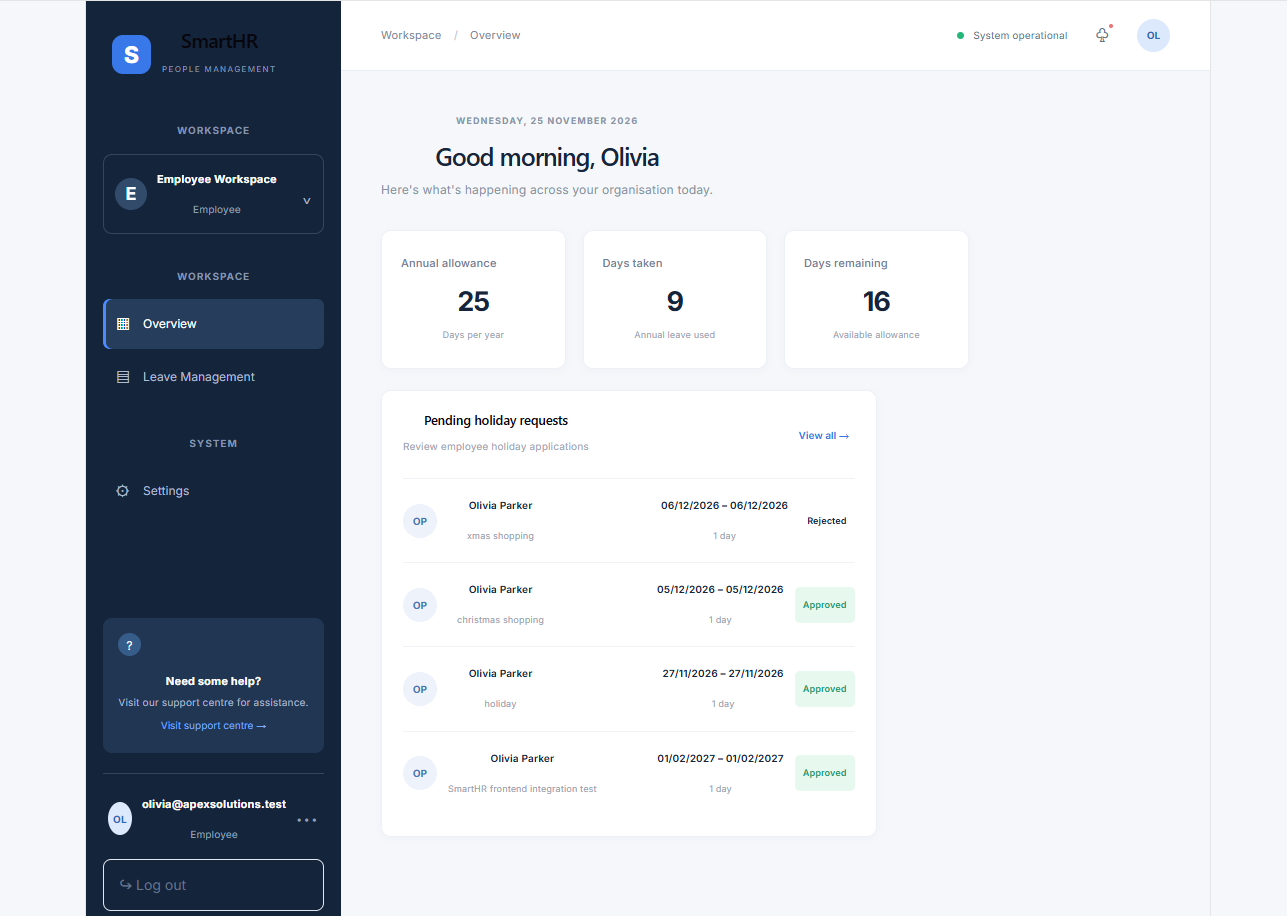 S
SmartHR
PEOPLE MANAGEMENT
WORKSPACE
E
Employee Workspace
Employee
v
WORKSPACE
Overview
Leave Management
SYSTEM
Settings
?
Need some help?
Visit our support centre for assistance.
Visit support centre →
OL
olivia@apexsolutions.test
Employee
•••
↪ Log out
Workspace / Overview
System operational
OL
WEDNESDAY, 25 NOVEMBER 2026
Good morning, Olivia
Here's what's happening across your organisation today.
Annual allowance
25
Days per year
Days taken
9
Annual leave used
Days remaining
16
Available allowance
Pending holiday requests
Review employee holiday applications
View all →
OP
Olivia Parker
xmas shopping
06/12/2026 – 06/12/2026
1 day
Rejected
OP
Olivia Parker
christmas shopping
05/12/2026 – 05/12/2026
1 day
Approved
OP
Olivia Parker
holiday
27/11/2026 – 27/11/2026
1 day
Approved
OP
Olivia Parker
SmartHR frontend integration test
01/02/2027 – 01/02/2027
1 day
Approved